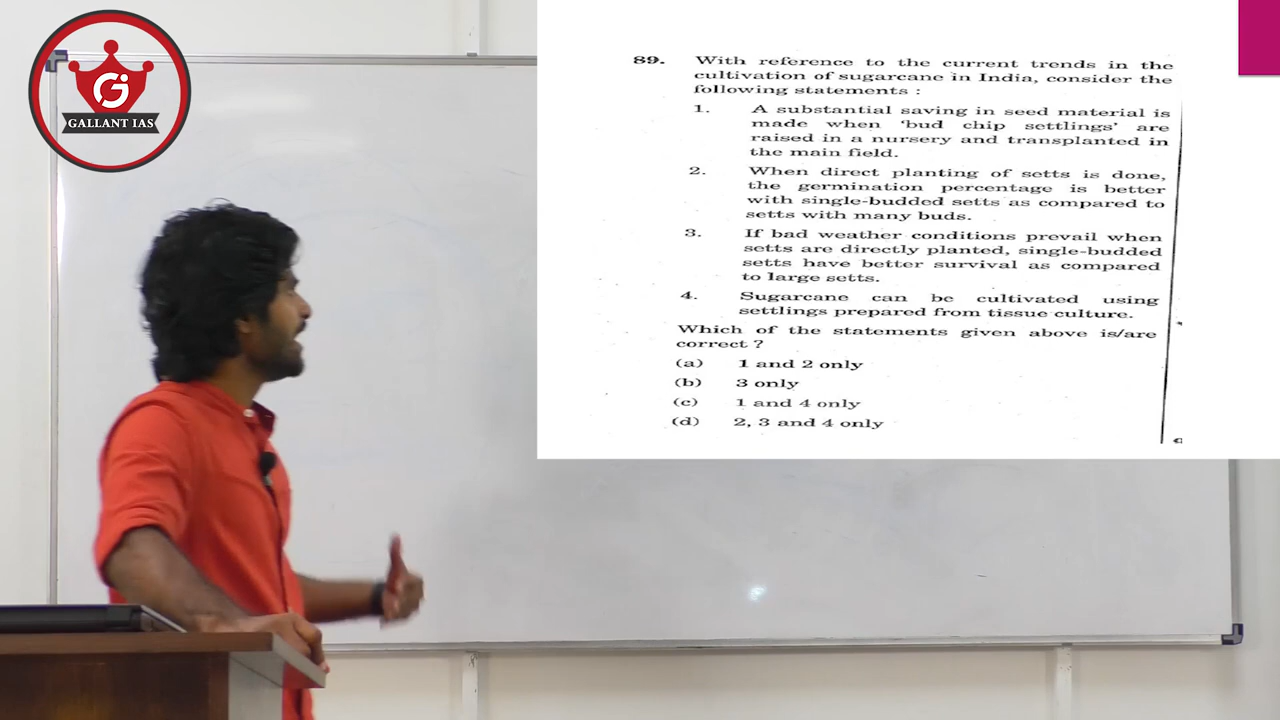 GALLANT IAS
89. With reference to the current trends in the
cultivation of sugarcane in India, consider the
following statements :
1. A substantial saving in seed material is
made when 'bud chip settlings' are
raised in a nursery and transplanted in
the main field.
2. When direct planting of setts is done,
the germination percentage is better
with single-budded setts as compared to
setts with many buds.
3. If bad weather conditions prevail when
setts are directly planted, single-budded
setts have better survival as compared
to large setts.
4. Sugarcane can be cultivated using
settlings prepared from tissue culture.
Which of the statements given above is/are
correct ?
(a) 1 and 2 only
(b) 3 only
(c) 1 and 4 only
(d) 2, 3 and 4 only